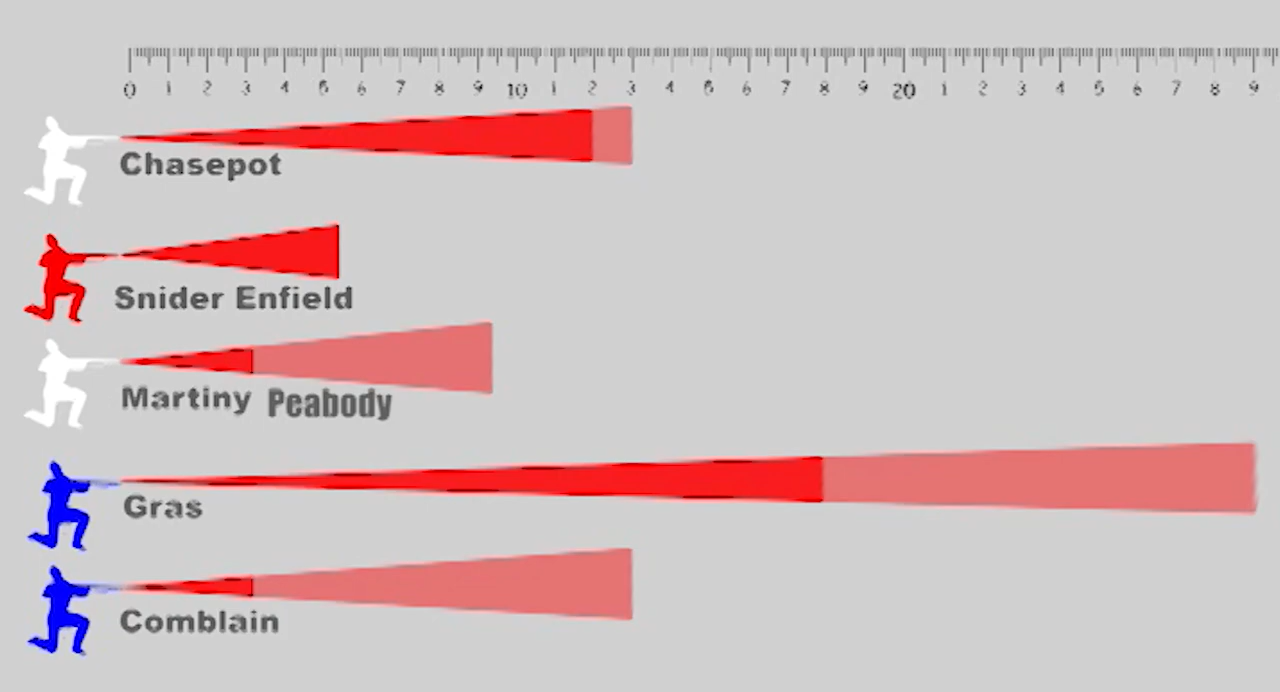 0 1 2 3 4 5 6 7 8 9 10 1 2 3 4 5 6 7 8 9 20 1 2 3 4 5 6 7 8 9
Chasepot
Snider Enfield
Martiny Peabody
Gras
Comblain